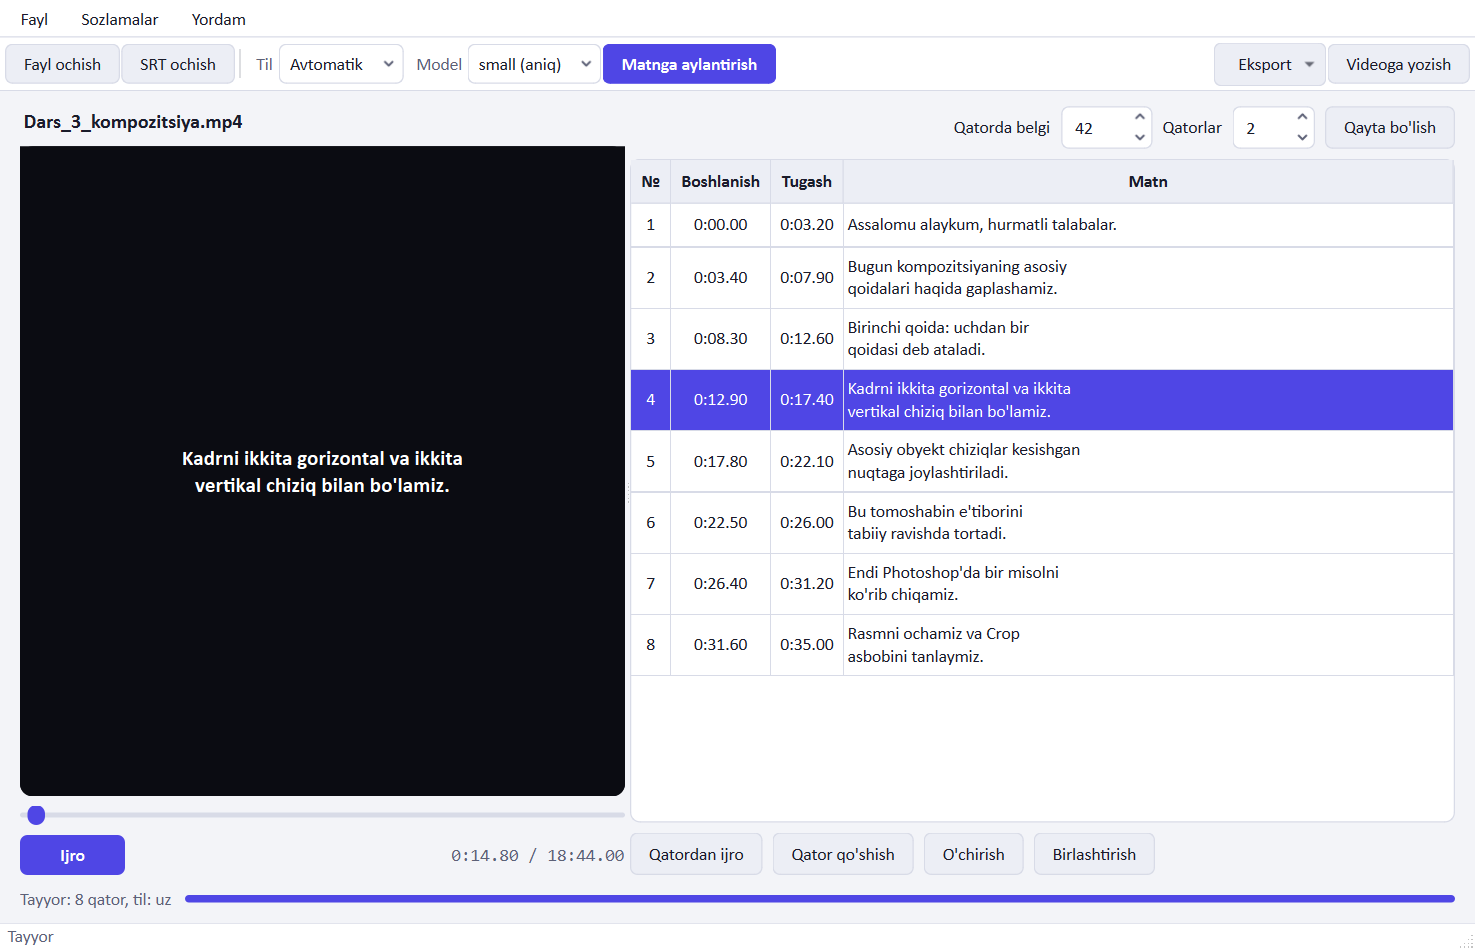 Fayl Sozlamalar Yordam
Fayl ochish SRT ochish Til Avtomatik Model small (aniq) Matnga aylantirish Eksport Videoga yozish
Dars_3_kompozitsiya.mp4
Qatorda belgi 42 Qatorlar 2 Qayta bo'lish
Kadrni ikkita gorizontal va ikkita
vertikal chiziq bilan bo'lamiz.
№ Boshlanish Tugash Matn
1 0:00.00 0:03.20 Assalomu alaykum, hurmatli talabalar.
2 0:03.40 0:07.90 Bugun kompozitsiyaning asosiy
qoidalari haqida gaplashamiz.
3 0:08.30 0:12.60 Birinchi qoida: uchdan bir
qoidasi deb ataladi.
4 0:12.90 0:17.40 Kadrni ikkita gorizontal va ikkita
vertikal chiziq bilan bo'lamiz.
5 0:17.80 0:22.10 Asosiy obyekt chiziqlar kesishgan
nuqtaga joylashtiriladi.
6 0:22.50 0:26.00 Bu tomoshabin e'tiborini
tabiiy ravishda tortadi.
7 0:26.40 0:31.20 Endi Photoshop'da bir misolni
ko'rib chiqamiz.
8 0:31.60 0:35.00 Rasmni ochamiz va Crop
asbobini tanlaymiz.
Ijro 0:14.80 / 18:44.00
Qatordan ijro Qator qo'shish O'chirish Birlashtirish
Tayyor: 8 qator, til: uz
Tayyor